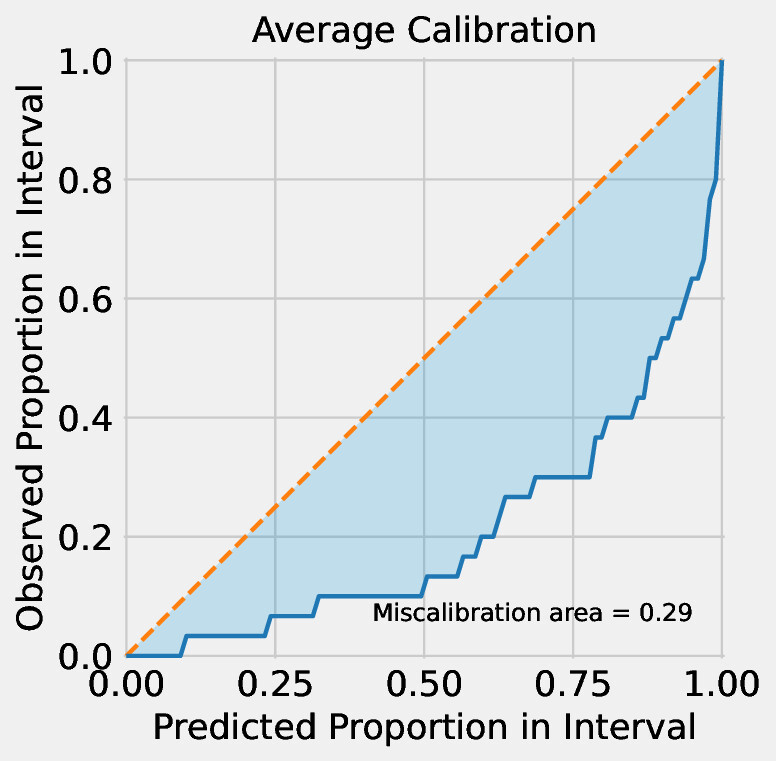 Average Calibration
1.0
0.8
0.6
0.4
0.2
0.0
Observed Proportion in Interval
Miscalibration area = 0.29
0.00 0.25 0.50 0.75 1.00
Predicted Proportion in Interval